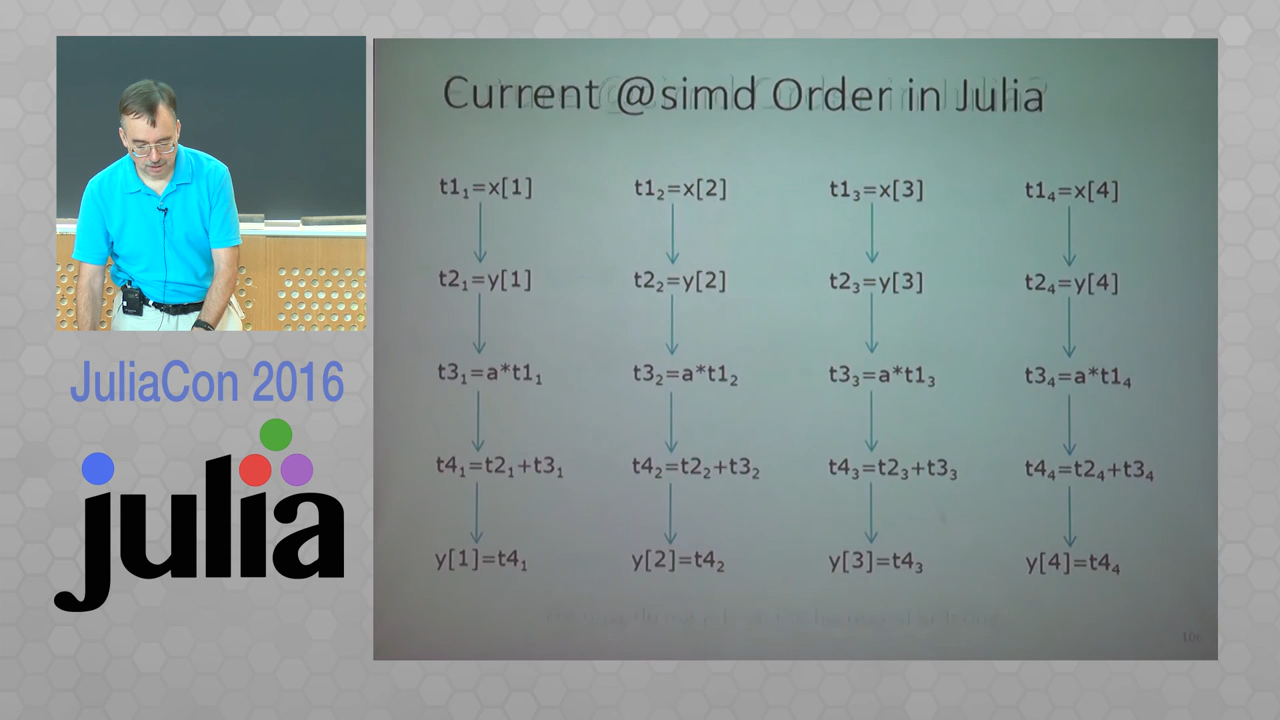 Current @simd Order in Julia
t1₁=x[1] t1₂=x[2] t1₃=x[3] t1₄=x[4]
t2₁=y[1] t2₂=y[2] t2₃=y[3] t2₄=y[4]
t3₁=a*t1₁ t3₂=a*t1₂ t3₃=a*t1₃ t3₄=a*t1₄
t4₁=t2₁+t3₁ t4₂=t2₂+t3₂ t4₃=t2₃+t3₃ t4₄=t2₄+t3₄
y[1]=t4₁ y[2]=t4₂ y[3]=t4₃ y[4]=t4₄
106
JuliaCon 2016
julia